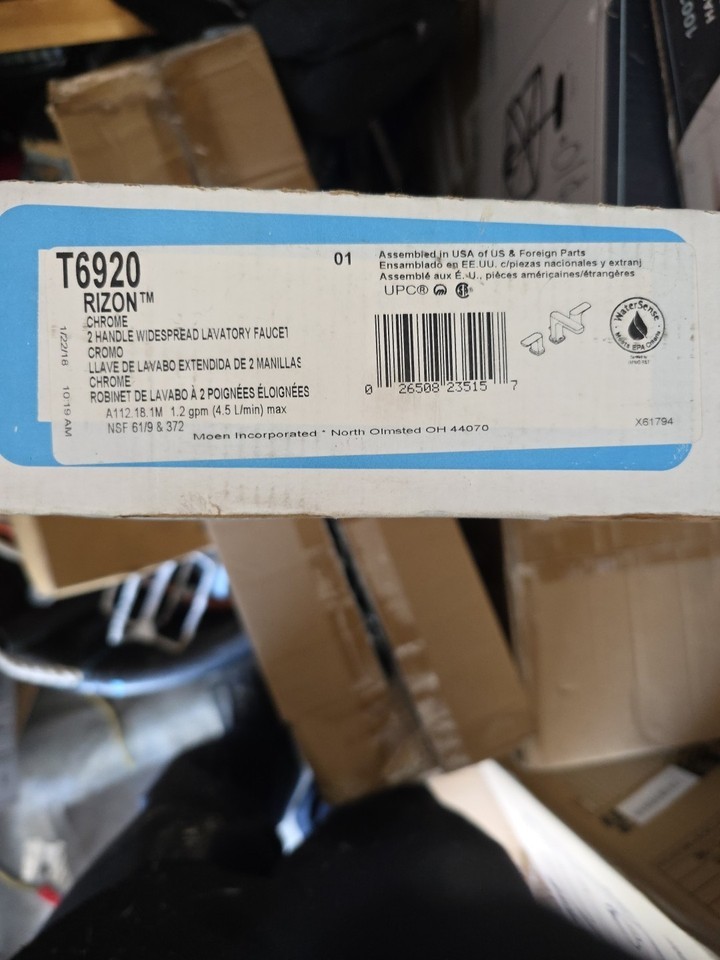 T6920
RIZON™
CHROME
2 HANDLE WIDESPREAD LAVATORY FAUCET
CROMO
LLAVE DE LAVABO EXTENDIDA DE 2 MANILLAS
CHROME
ROBINET DE LAVABO À 2 POIGNÉES ÉLOIGNÉES
A112.18.1M 1.2 gpm (4.5 L/min) max
NSF 61/9 & 372
Moen Incorporated * North Olmsted OH 44070
1/22/18 10:19 AM
01
Assembled in USA of US & Foreign Parts
Ensamblado en EE.UU. c/piezas nacionales y extranj
Assemblé aux É.-U., pièces américaines/étrangères
UPC®
0 26508 23515 7
WaterSense
Meets EPA Criteria
X61794